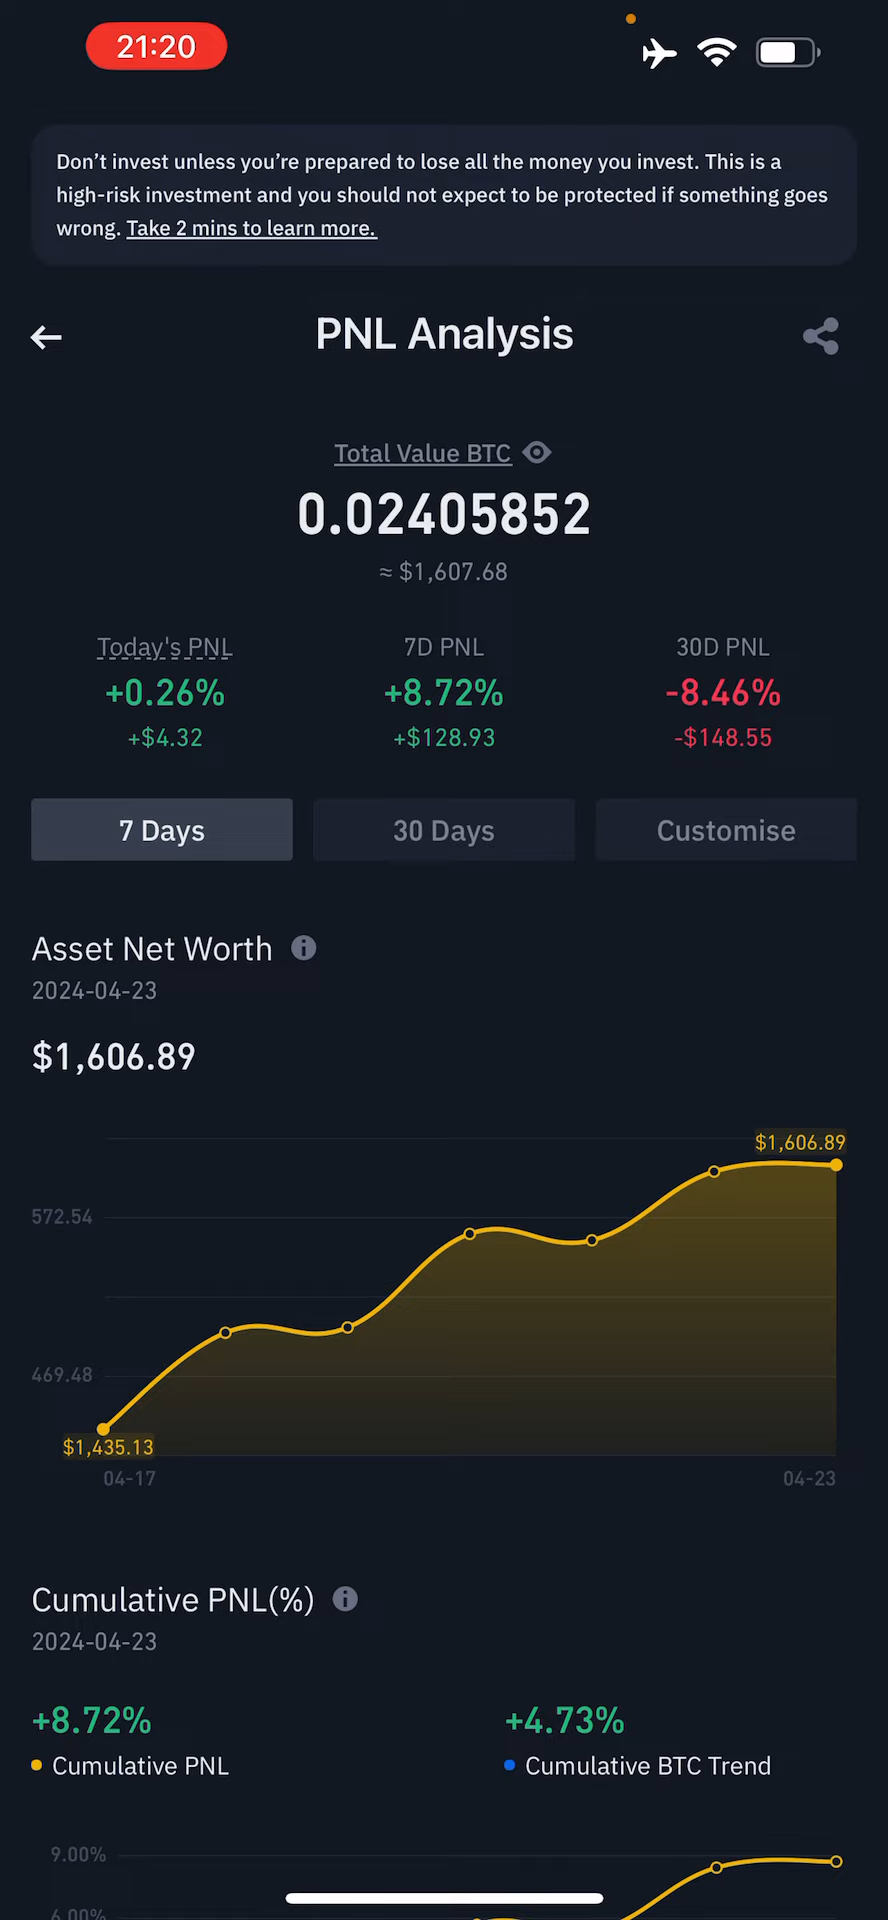 21:20
Don’t invest unless you’re prepared to lose all the money you invest. This is a
high-risk investment and you should not expect to be protected if something goes
wrong. Take 2 mins to learn more.
PNL Analysis
Total Value BTC
0.02405852
≈ $1,607.68
Today's PNL 7D PNL 30D PNL
+0.26% +8.72% -8.46%
+$4.32 +$128.93 -$148.55
7 Days 30 Days Customise
Asset Net Worth
2024-04-23
$1,606.89
$1,606.89
572.54
469.48
$1,435.13
04-17 04-23
Cumulative PNL(%)
2024-04-23
+8.72% +4.73%
Cumulative PNL Cumulative BTC Trend
9.00%
6.00%